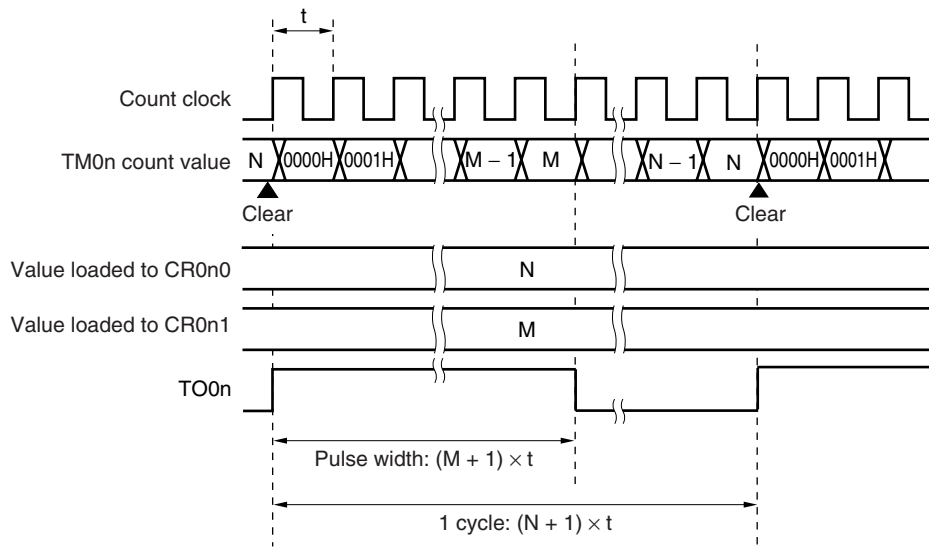 t
Count clock
TM0n count value N 0000H 0001H M – 1 M N – 1 N 0000H 0001H
Clear Clear
Value loaded to CR0n0 N
Value loaded to CR0n1 M
TO0n
Pulse width: (M + 1) × t
1 cycle: (N + 1) × t